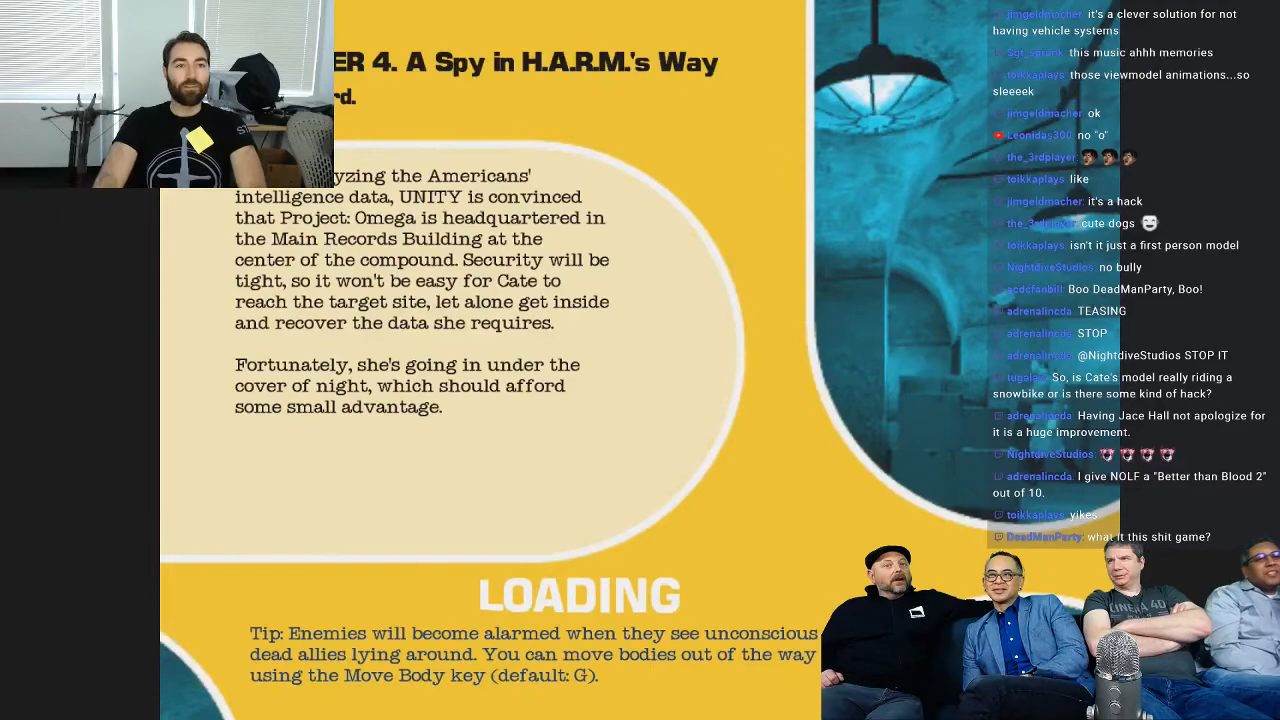 ER 4. A Spy in H.A.R.M.'s Way
rd.
yzing the Americans'
intelligence data, UNITY is convinced
that Project: Omega is headquartered in
the Main Records Building at the
center of the compound. Security will be
tight, so it won't be easy for Cate to
reach the target site, let alone get inside
and recover the data she requires.
Fortunately, she's going in under the
cover of night, which should afford
some small advantage.
LOADING
Tip: Enemies will become alarmed when they see unconscious
dead allies lying around. You can move bodies out of the way
using the Move Body key (default: G).
jimgeldmacher: it's a clever solution for not
having vehicle systems
Sgt_sprunk: this music ahhh memories
toikkaplays: those viewmodel animations...so
sleeeek
jimgeldmacher: ok
Leonidas300: no "o"
the_3rdplayer:
toikkaplays: like
jimgeldmacher: it's a hack
the_3rdplayer: cute dogs
toikkaplays: isn't it just a first person model
NightdiveStudios: no bully
acdcfanbill: Boo DeadManParty, Boo!
adrenalincda: TEASING
adrenalincda: STOP
adrenalincda: @NightdiveStudios STOP IT
tugalav: So, is Cate's model really riding a
snowbike or is there some kind of hack?
adrenalincda: Having Jace Hall not apologize for
it is a huge improvement.
NightdiveStudios:
adrenalincda: I give NOLF a "Better than Blood 2"
out of 10.
toikkaplays: yikes
DeadManParty: what it this shit game?
CINEMA 4D